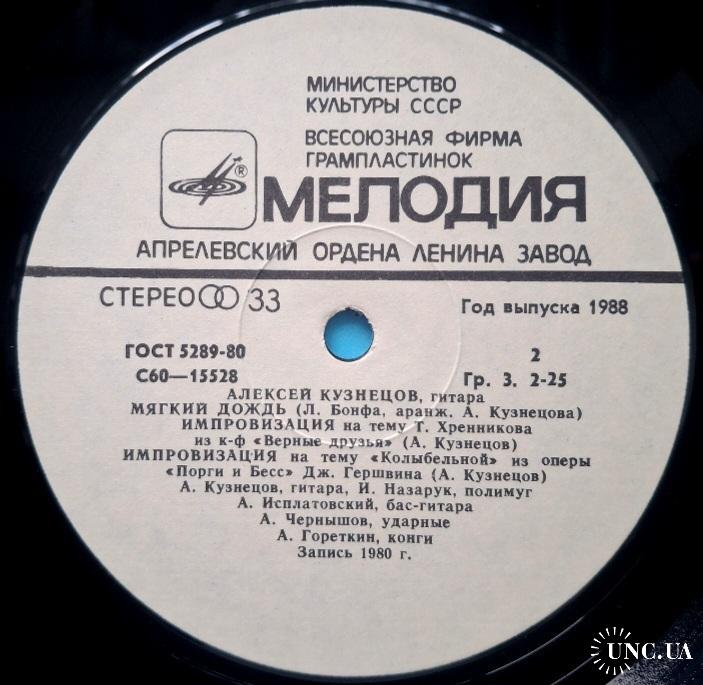 МИНИСТЕРСТВО
КУЛЬТУРЫ СССР
ВСЕСОЮЗНАЯ ФИРМА
ГРАМПЛАСТИНОК
®
МЕЛОДИЯ
АПРЕЛЕВСКИЙ ОРДЕНА ЛЕНИНА ЗАВОД
СТЕРЕО 33
Год выпуска 1988
ГОСТ 5289-80
2
С60—15528
Гр. 3. 2-25
АЛЕКСЕЙ КУЗНЕЦОВ, гитара
МЯГКИЙ ДОЖДЬ (Л. Бонфа, аранж. А. Кузнецова)
ИМПРОВИЗАЦИЯ на тему Т. Хренникова
из к-ф «Верные друзья» (А. Кузнецов)
ИМПРОВИЗАЦИЯ на тему «Колыбельной» из оперы
«Порги и Бесс» Дж. Гершвина (А. Кузнецов)
А. Кузнецов, гитара, И. Назарук, полимуг
А. Исплатовский, бас-гитара
А. Чернышов, ударные
А. Гореткин, конги
Запись 1980 г.
UNC.UA